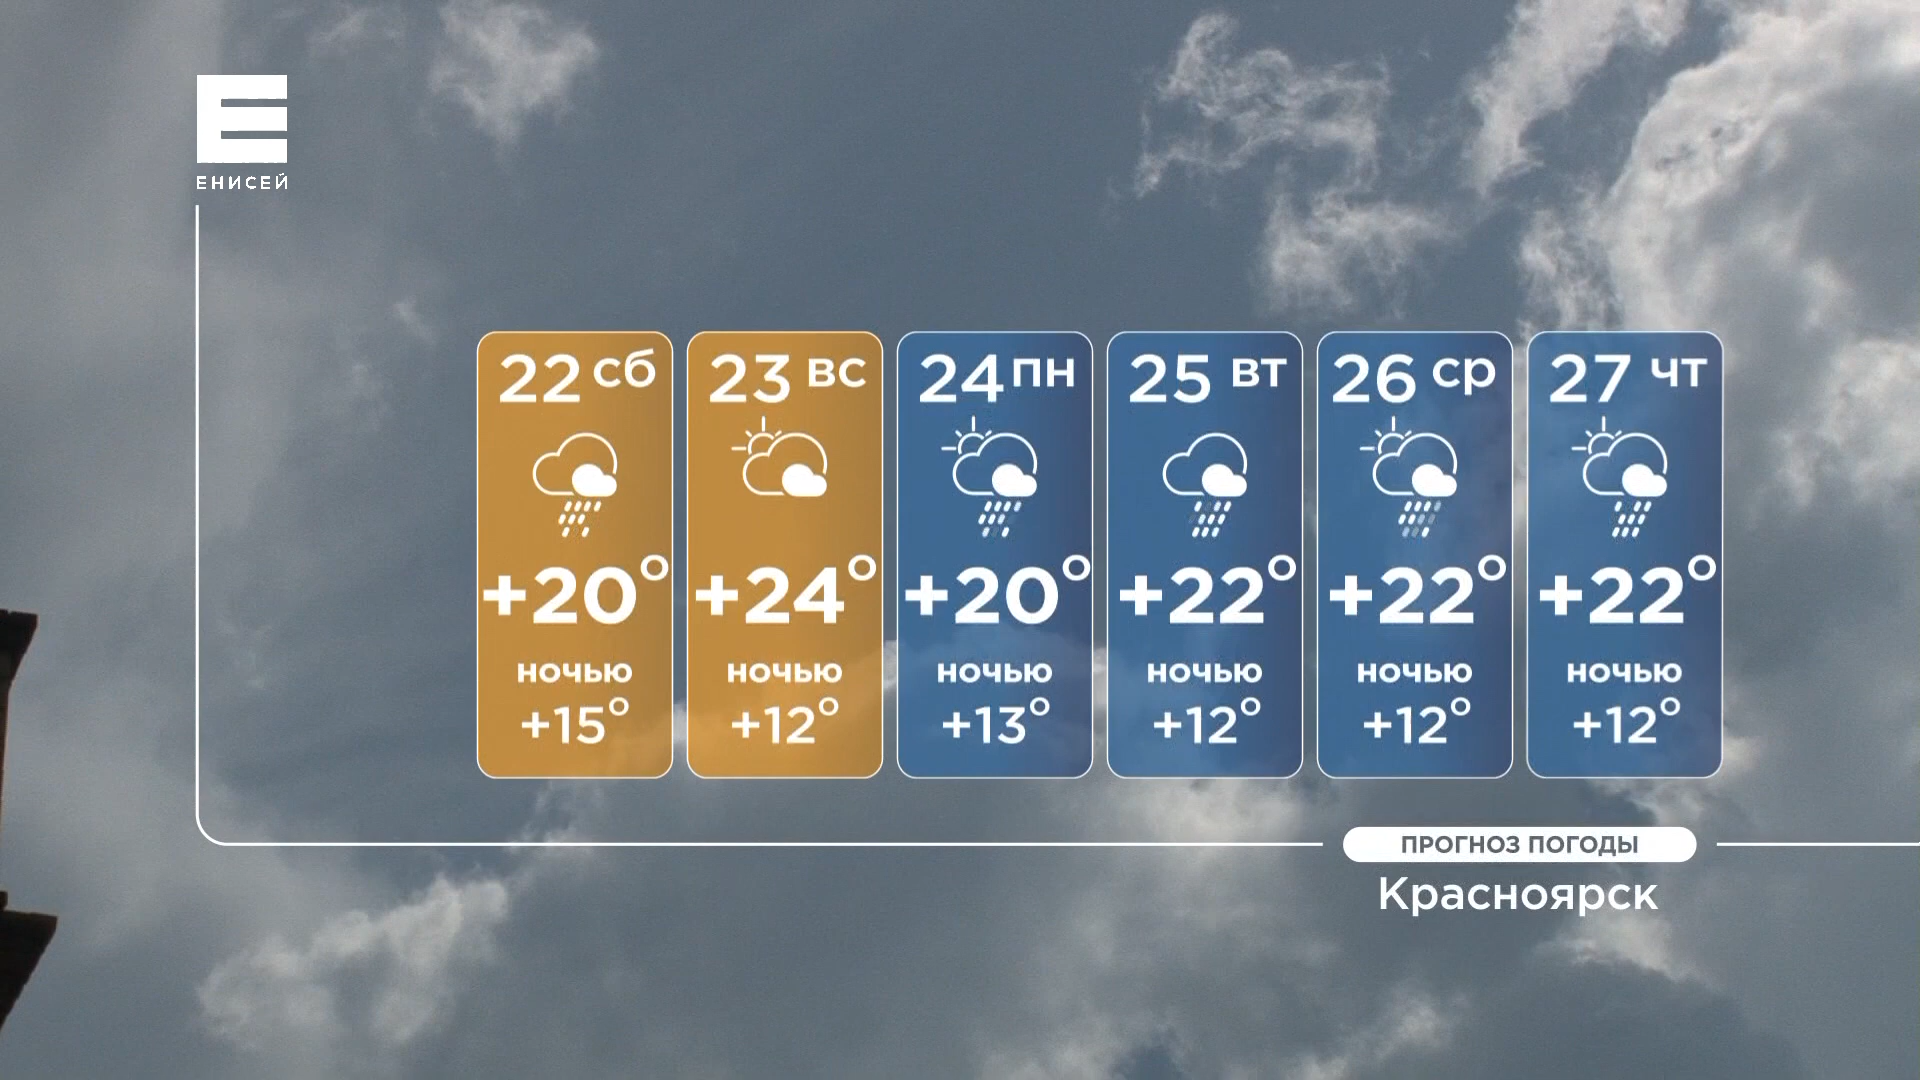 ЕНИСЕЙ
22 сб
23 вс
24 пн
25 вт
26 ср
27 чт
+20°
+24°
+20°
+22°
+22°
+22°
ночью
ночью
ночью
ночью
ночью
ночью
+15°
+12°
+13°
+12°
+12°
+12°
ПРОГНОЗ ПОГОДЫ
Красноярск